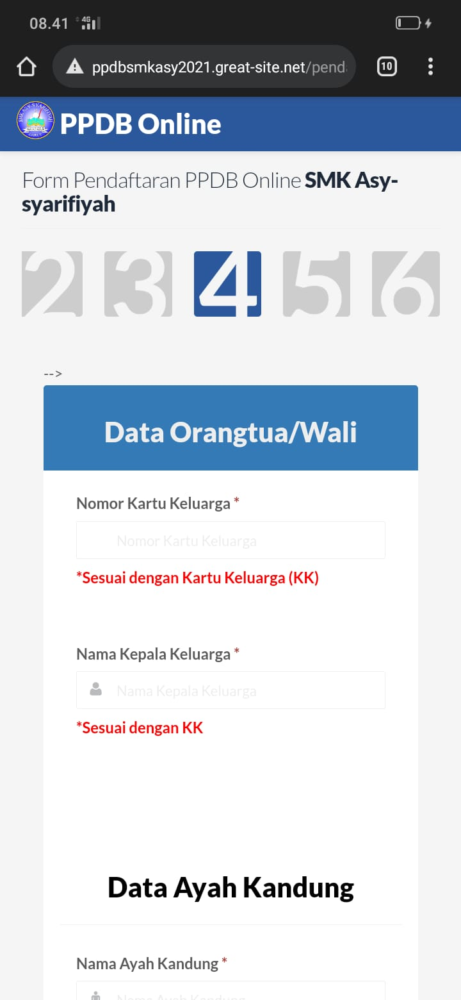 08.41 4G
ppdbsmkasy2021.great-site.net/pend
10
SMK ASY-SYARIFIYAH
GARUT
PPDB Online
Form Pendaftaran PPDB Online SMK Asy-
syarifiyah
2 3 4 5 6
-->
Data Orangtua/Wali
Nomor Kartu Keluarga *
Nomor Kartu Keluarga
*Sesuai dengan Kartu Keluarga (KK)
Nama Kepala Keluarga *
Nama Kepala Keluarga
*Sesuai dengan KK
Data Ayah Kandung
Nama Ayah Kandung *
Nama Ayah Kandung